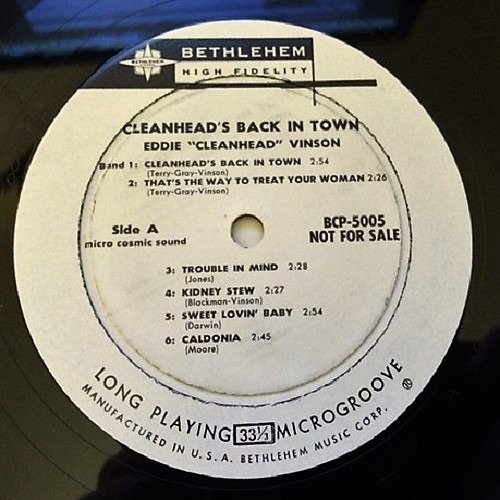 BETHLEHEM
BETHLEHEM
HIGH FIDELITY
CLEANHEAD'S BACK IN TOWN
EDDIE "CLEANHEAD" VINSON
Band 1: CLEANHEAD'S BACK IN TOWN 2:54
(Terry-Gray-Vinson)
2: THAT'S THE WAY TO TREAT YOUR WOMAN 2:26
(Terry-Gray-Vinson)
Side A
micro cosmic sound
BCP-5005
NOT FOR SALE
3: TROUBLE IN MIND 2:28
(Jones)
4: KIDNEY STEW 2:27
(Blackman-Vinson)
5: SWEET LOVIN' BABY 2:54
(Darwin)
6: CALDONIA 2:45
(Moore)
LONG PLAYING 33⅓ MICROGROOVE ®
MANUFACTURED IN U.S.A. BETHLEHEM MUSIC CORP.